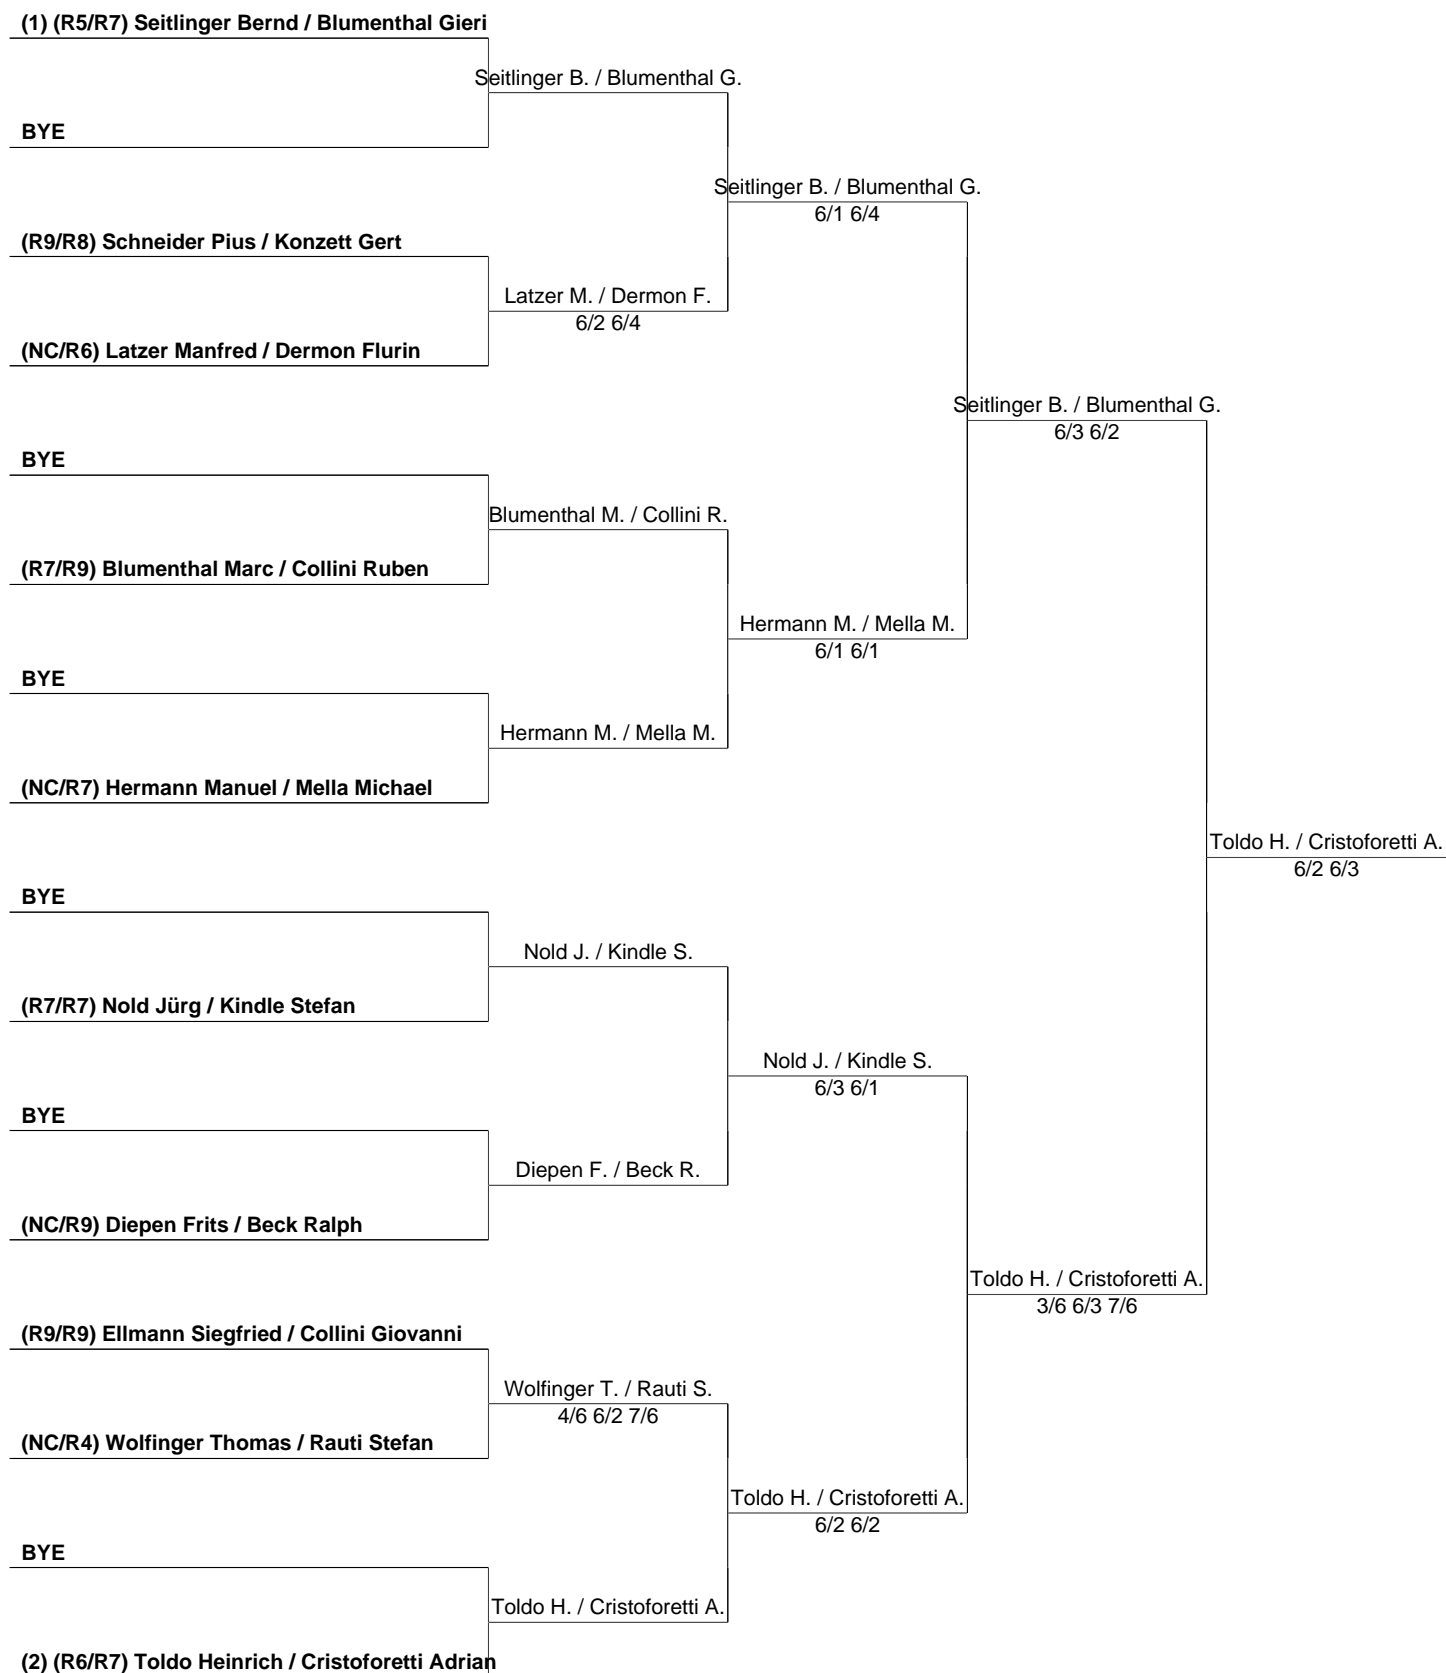 (1) (R5/R7) Seitlinger Bernd / Blumenthal Gieri
Seitlinger B. / Blumenthal G.
BYE
Seitlinger B. / Blumenthal G.
6/1 6/4
(R9/R8) Schneider Pius / Konzett Gert
Latzer M. / Dermon F.
6/2 6/4
(NC/R6) Latzer Manfred / Dermon Flurin
Seitlinger B. / Blumenthal G.
6/3 6/2
BYE
Blumenthal M. / Collini R.
(R7/R9) Blumenthal Marc / Collini Ruben
Hermann M. / Mella M.
6/1 6/1
BYE
Hermann M. / Mella M.
(NC/R7) Hermann Manuel / Mella Michael
Toldo H. / Cristoforetti A.
6/2 6/3
BYE
Nold J. / Kindle S.
(R7/R7) Nold Jürg / Kindle Stefan
Nold J. / Kindle S.
6/3 6/1
BYE
Diepen F. / Beck R.
(NC/R9) Diepen Frits / Beck Ralph
Toldo H. / Cristoforetti A.
3/6 6/3 7/6
(R9/R9) Ellmann Siegfried / Collini Giovanni
Wolfinger T. / Rauti S.
4/6 6/2 7/6
(NC/R4) Wolfinger Thomas / Rauti Stefan
Toldo H. / Cristoforetti A.
6/2 6/2
BYE
Toldo H. / Cristoforetti A.
(2) (R6/R7) Toldo Heinrich / Cristoforetti Adrian